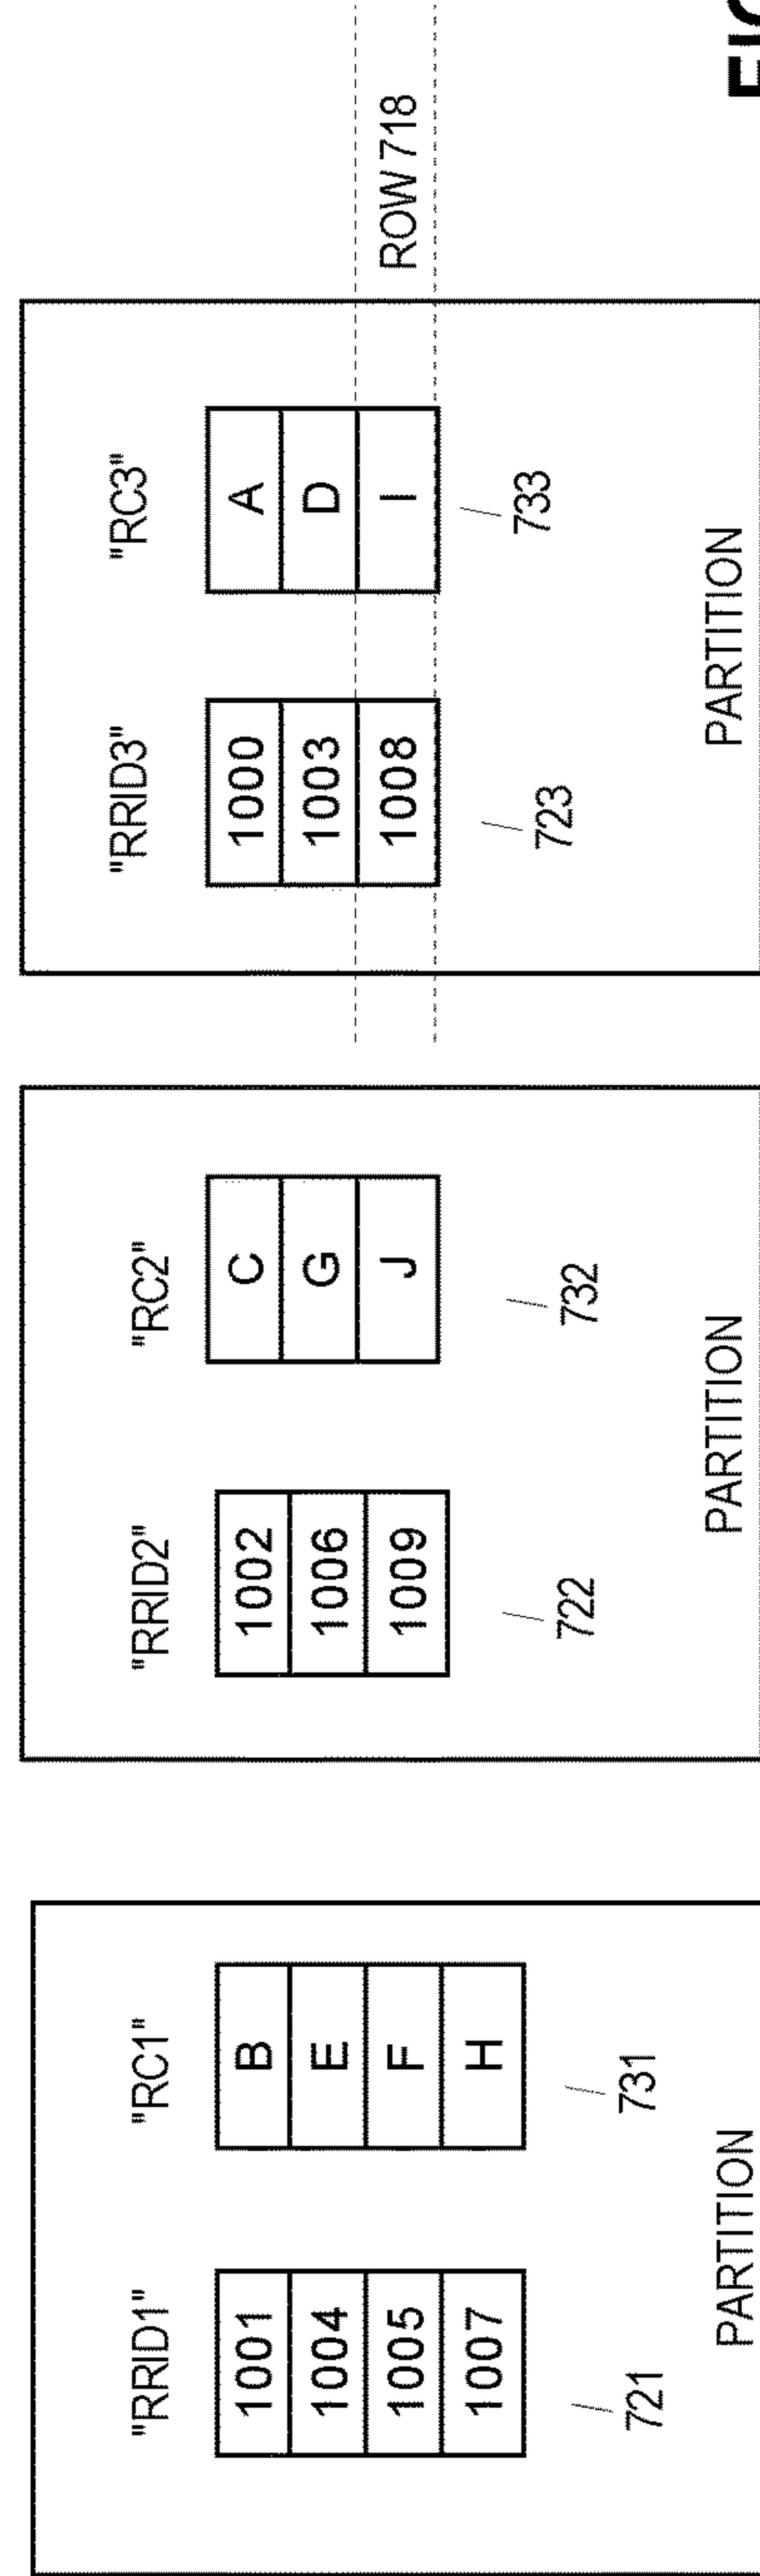 "RRID1"
"RC1"
1001
B
1004
E
1005
F
1007
H
721
731
PARTITION
"RRID2"
"RC2"
1002
C
1006
G
1009
J
722
732
PARTITION
"RRID3"
"RC3"
1000
A
1003
D
1008
I
ROW 718
723
733
PARTITION